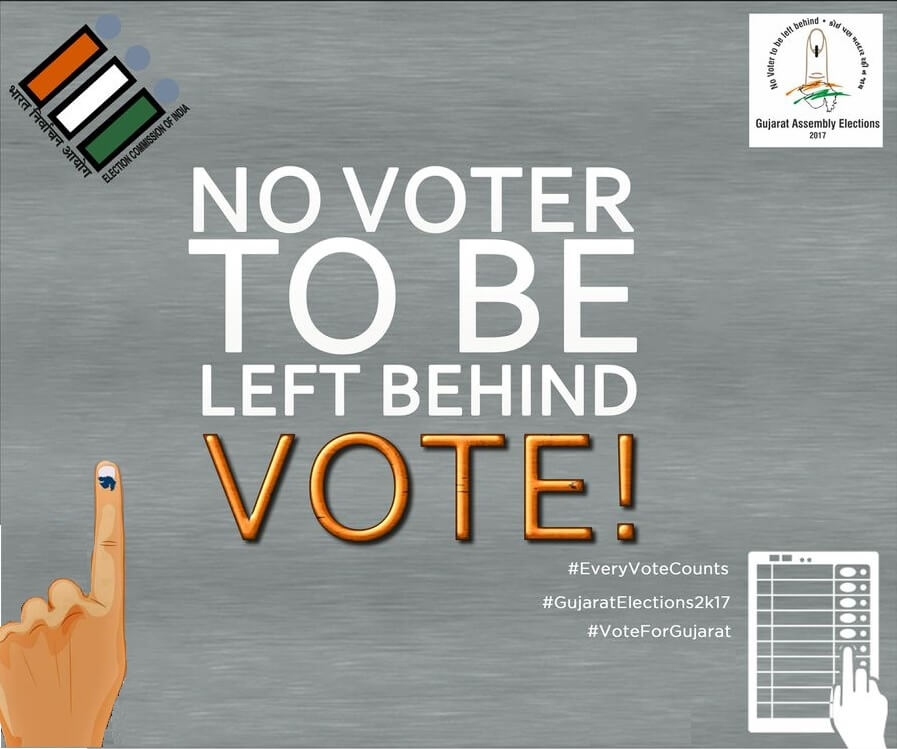 भारत निर्वाचन आयोग
ELECTION COMMISSION OF INDIA
No Voter to be left behind •
Gujarat Assembly Elections
2017
NO VOTER
TO BE
LEFT BEHIND
VOTE!
#EveryVoteCounts
#GujaratElections2k17
#VoteForGujarat